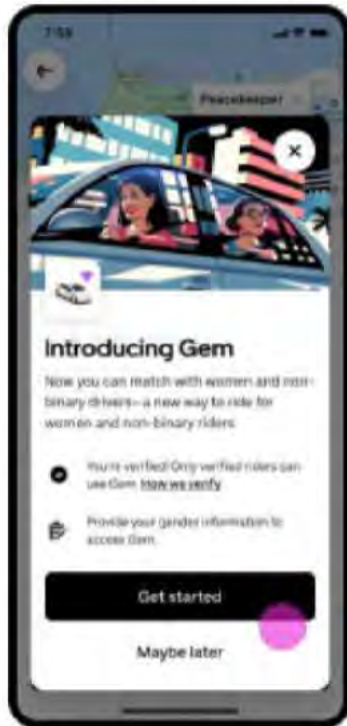 7:59
Peacekeeper
Introducing Gem
Now you can match with women and non-
binary drivers—a new way to ride for
women and non-binary riders
You're verified! Only verified riders can
use Gem. How we verify
Provide your gender information to
access Gem.
Get started
Maybe later